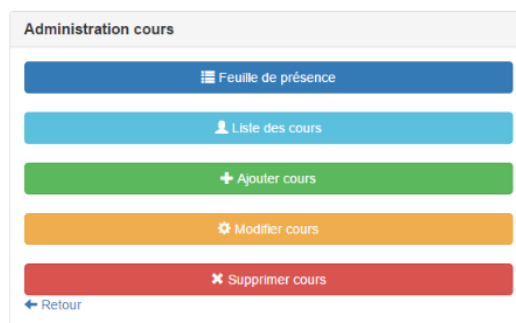 Administration cours
Feuille de présence
Liste des cours
Ajouter cours
Modifier cours
Supprimer cours
Retour